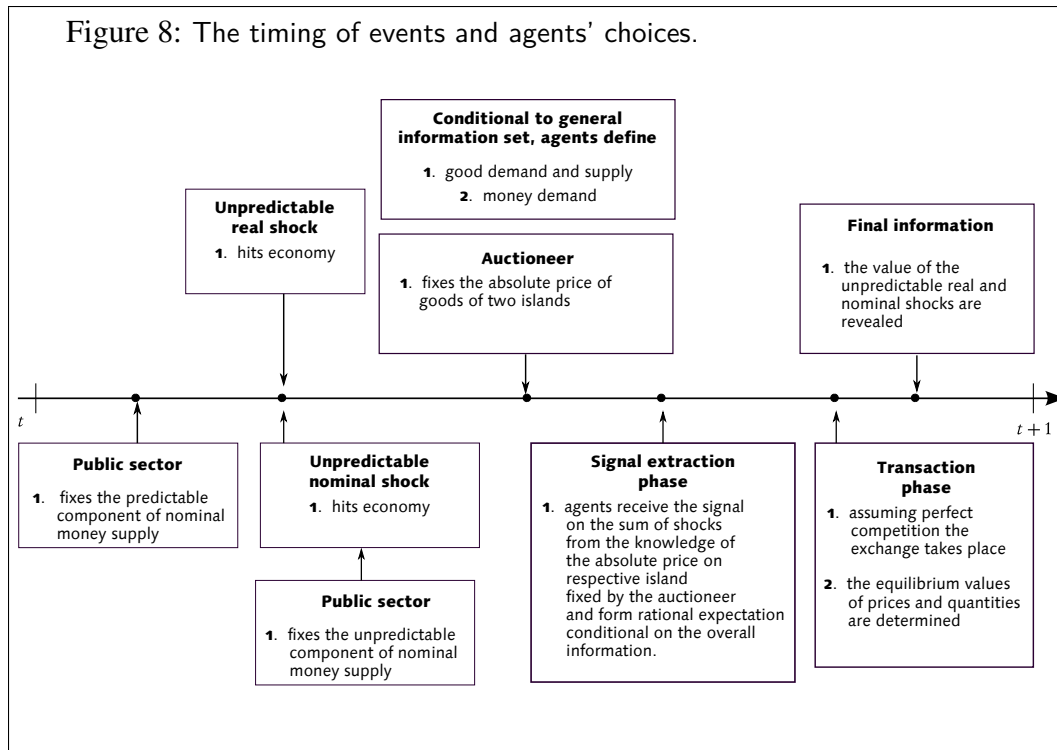 Figure 8: The timing of events and agents' choices.
Conditional to general
information set, agents define
1. good demand and supply
2. money demand
Unpredictable
real shock
1. hits economy
Auctioneer
1. fixes the absolute price of
goods of two islands
Final information
1. the value of the
unpredictable real and
nominal shocks are
revealed
t
t + 1
Public sector
1. fixes the predictable
component of nominal
money supply
Unpredictable
nominal shock
1. hits economy
Public sector
1. fixes the unpredictable
component of nominal
money supply
Signal extraction
phase
1. agents receive the signal
on the sum of shocks
from the knowledge of
the absolute price on
respective island
fixed by the auctioneer
and form rational expectation
conditional on the overall
information.
Transaction
phase
1. assuming perfect
competition the
exchange takes place
2. the equilibrium values
of prices and quantities
are determined